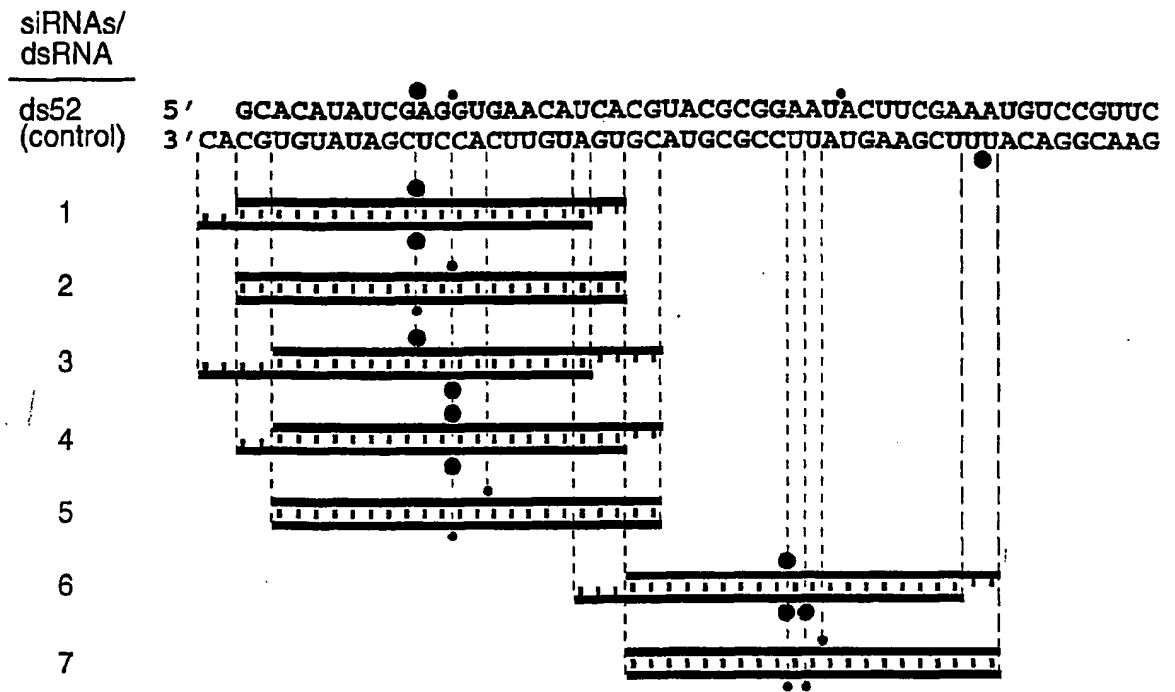 siRNAs/
dsRNA
ds52 5' GCACAUAUCGAGGUGAACAUCACGUACGCGGAAUACUUCGAAAUGUCCGUUC
(control) 3'CACGUGUAUAGCUCCACUUGUAGUGCAUGCGCCUUAUGAAGCUUUACAGGCAAG
1
2
3
4
5
6
7